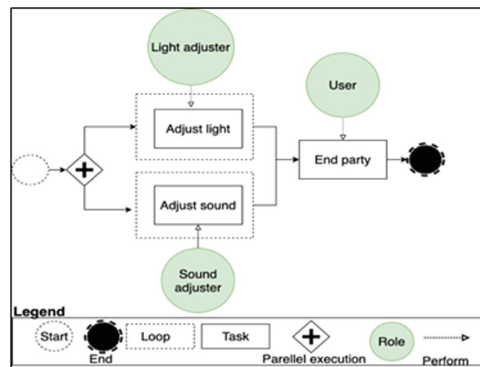 Light adjuster
User
Adjust light
End party
Adjust sound
Sound
adjuster
Legend
Start
End
Loop
Task
Parellel execution
Role
Perform